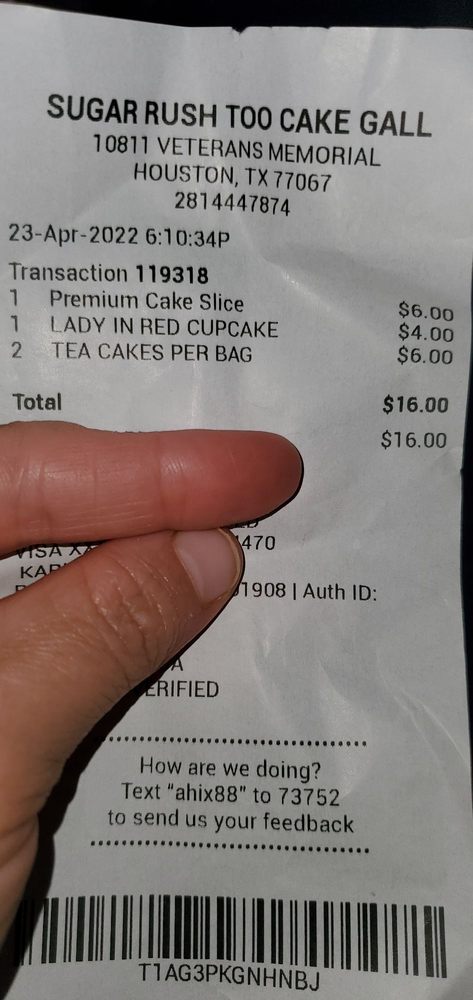 SUGAR RUSH TOO CAKE GALL
10811 VETERANS MEMORIAL
HOUSTON, TX 77067
2814447874
23-Apr-2022 6:10:34P
Transaction 119318
1 Premium Cake Slice $6.00
1 LADY IN RED CUPCAKE $4.00
2 TEA CAKES PER BAG $6.00
Total $16.00
$16.00
VISA
How are we doing?
Text "ahix88" to 73752
to send us your feedback
T1AG3PKGNHNBJ